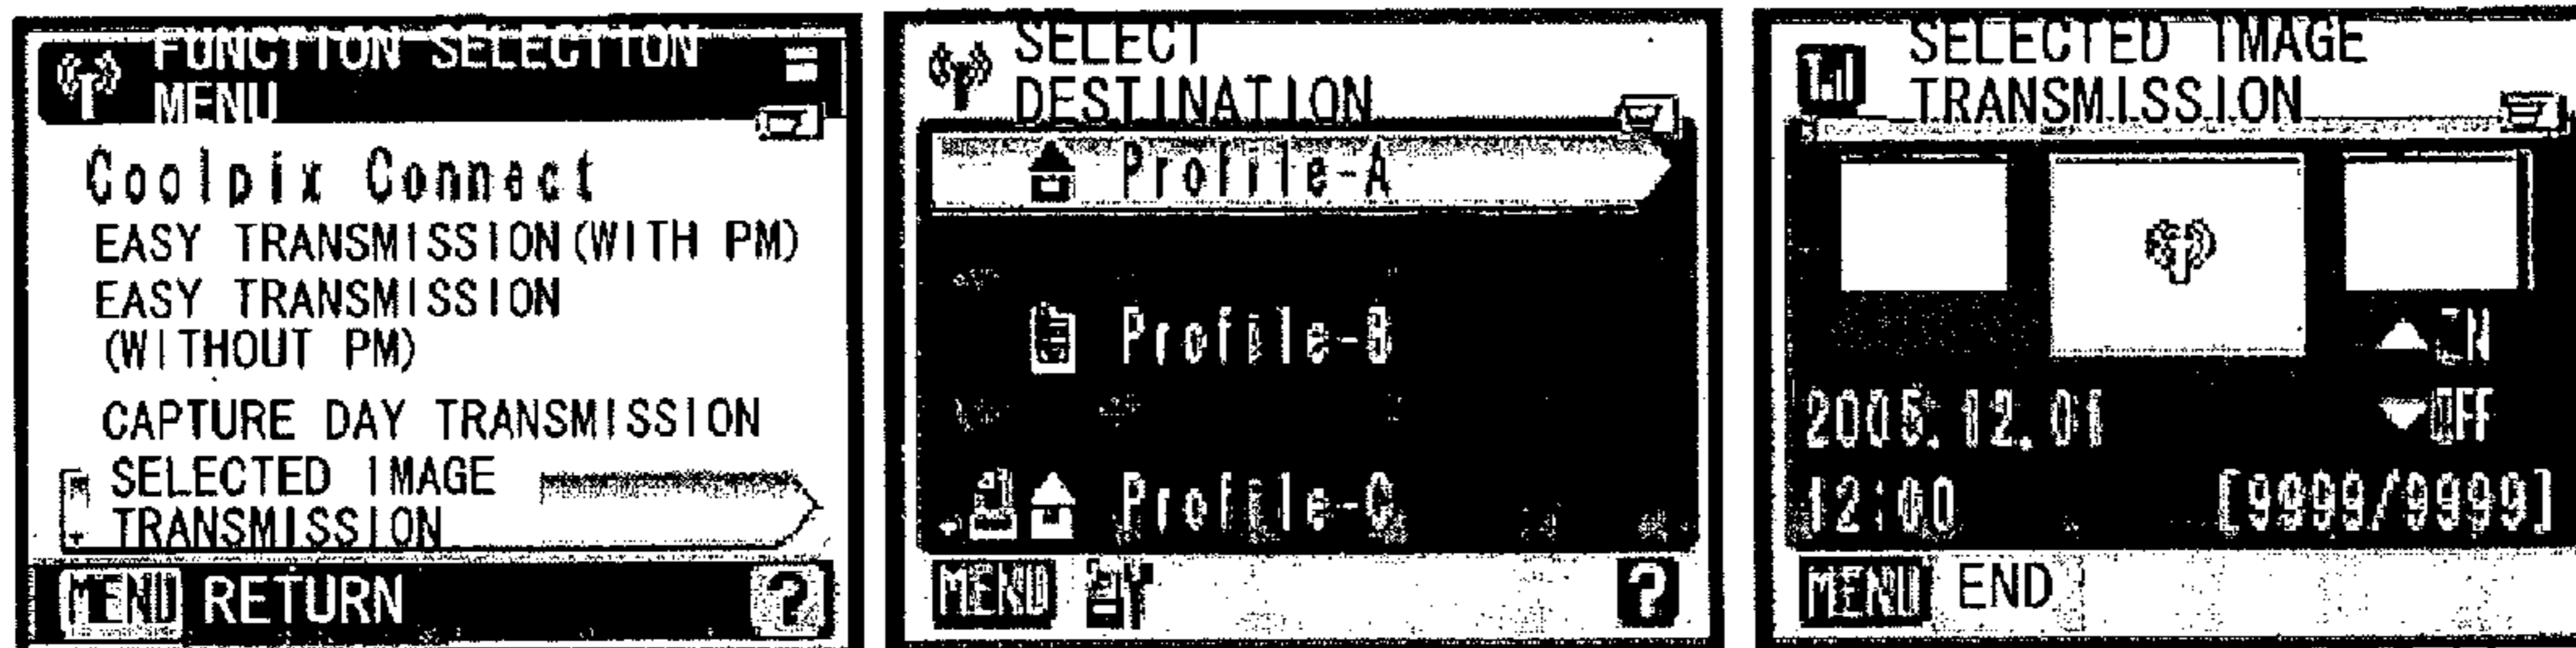 FUNCTION SELECTION
MENU
Coolpix Connect
EASY TRANSMISSION(WITH PM)
EASY TRANSMISSION
(WITHOUT PM)
CAPTURE DAY TRANSMISSION
SELECTED IMAGE
TRANSMISSION
MENU RETURN ?
SELECT
DESTINATION
Profile-A
Profile-B
Profile-C
MENU ?
SELECTED IMAGE
TRANSMISSION
ON
OFF
2005.12.01
12:00 [9999/9999]
MENU END